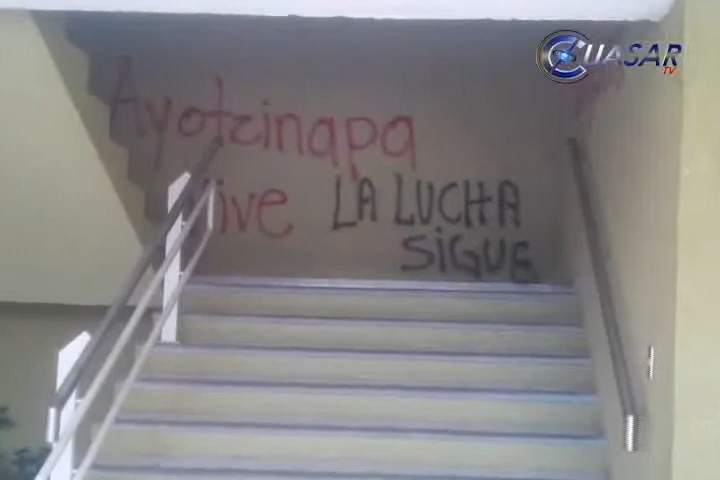 CUASAR
TV
Ayotzinapa
Vive
LA LUCHA
SIGUE